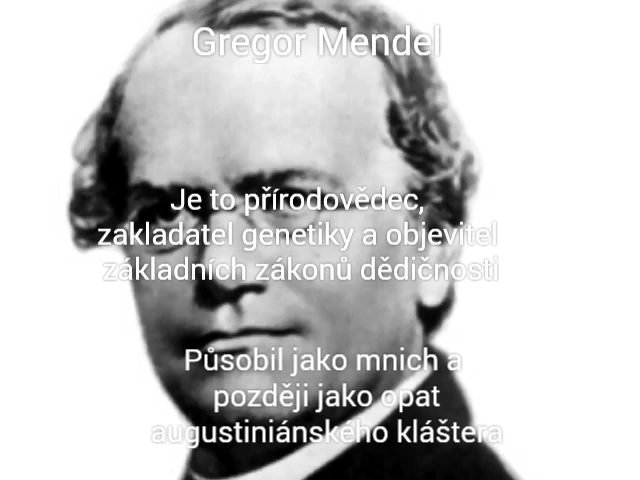 Gregor Mendel
Je to přírodovědec,
zakladatel genetiky a objevitel
základních zákonů dědičnosti
Působil jako mnich a
později jako opat
augustiniánského kláštera